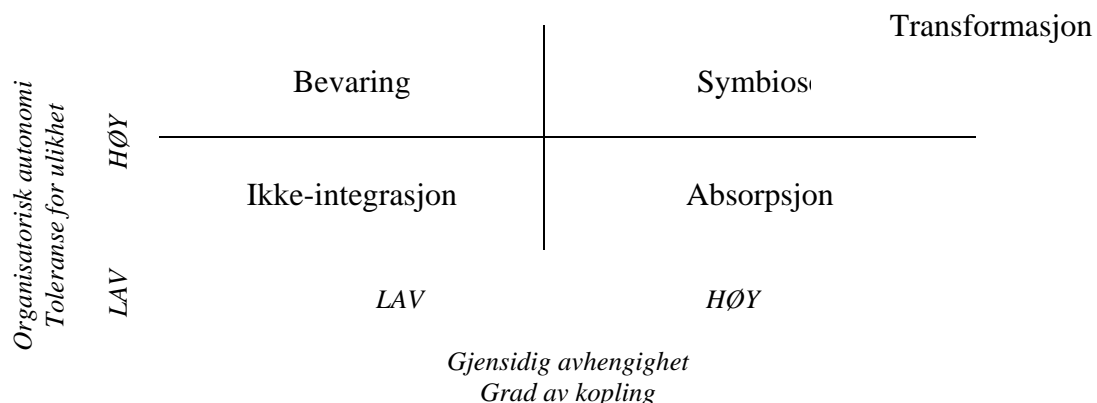 Transformasjon
Bevaring
Symbiose
Organisatorisk autonomi
Toleranse for ulikhet
HØY
LAV
Ikke-integrasjon
Absorpsjon
LAV
HØY
Gjensidig avhengighet
Grad av kopling